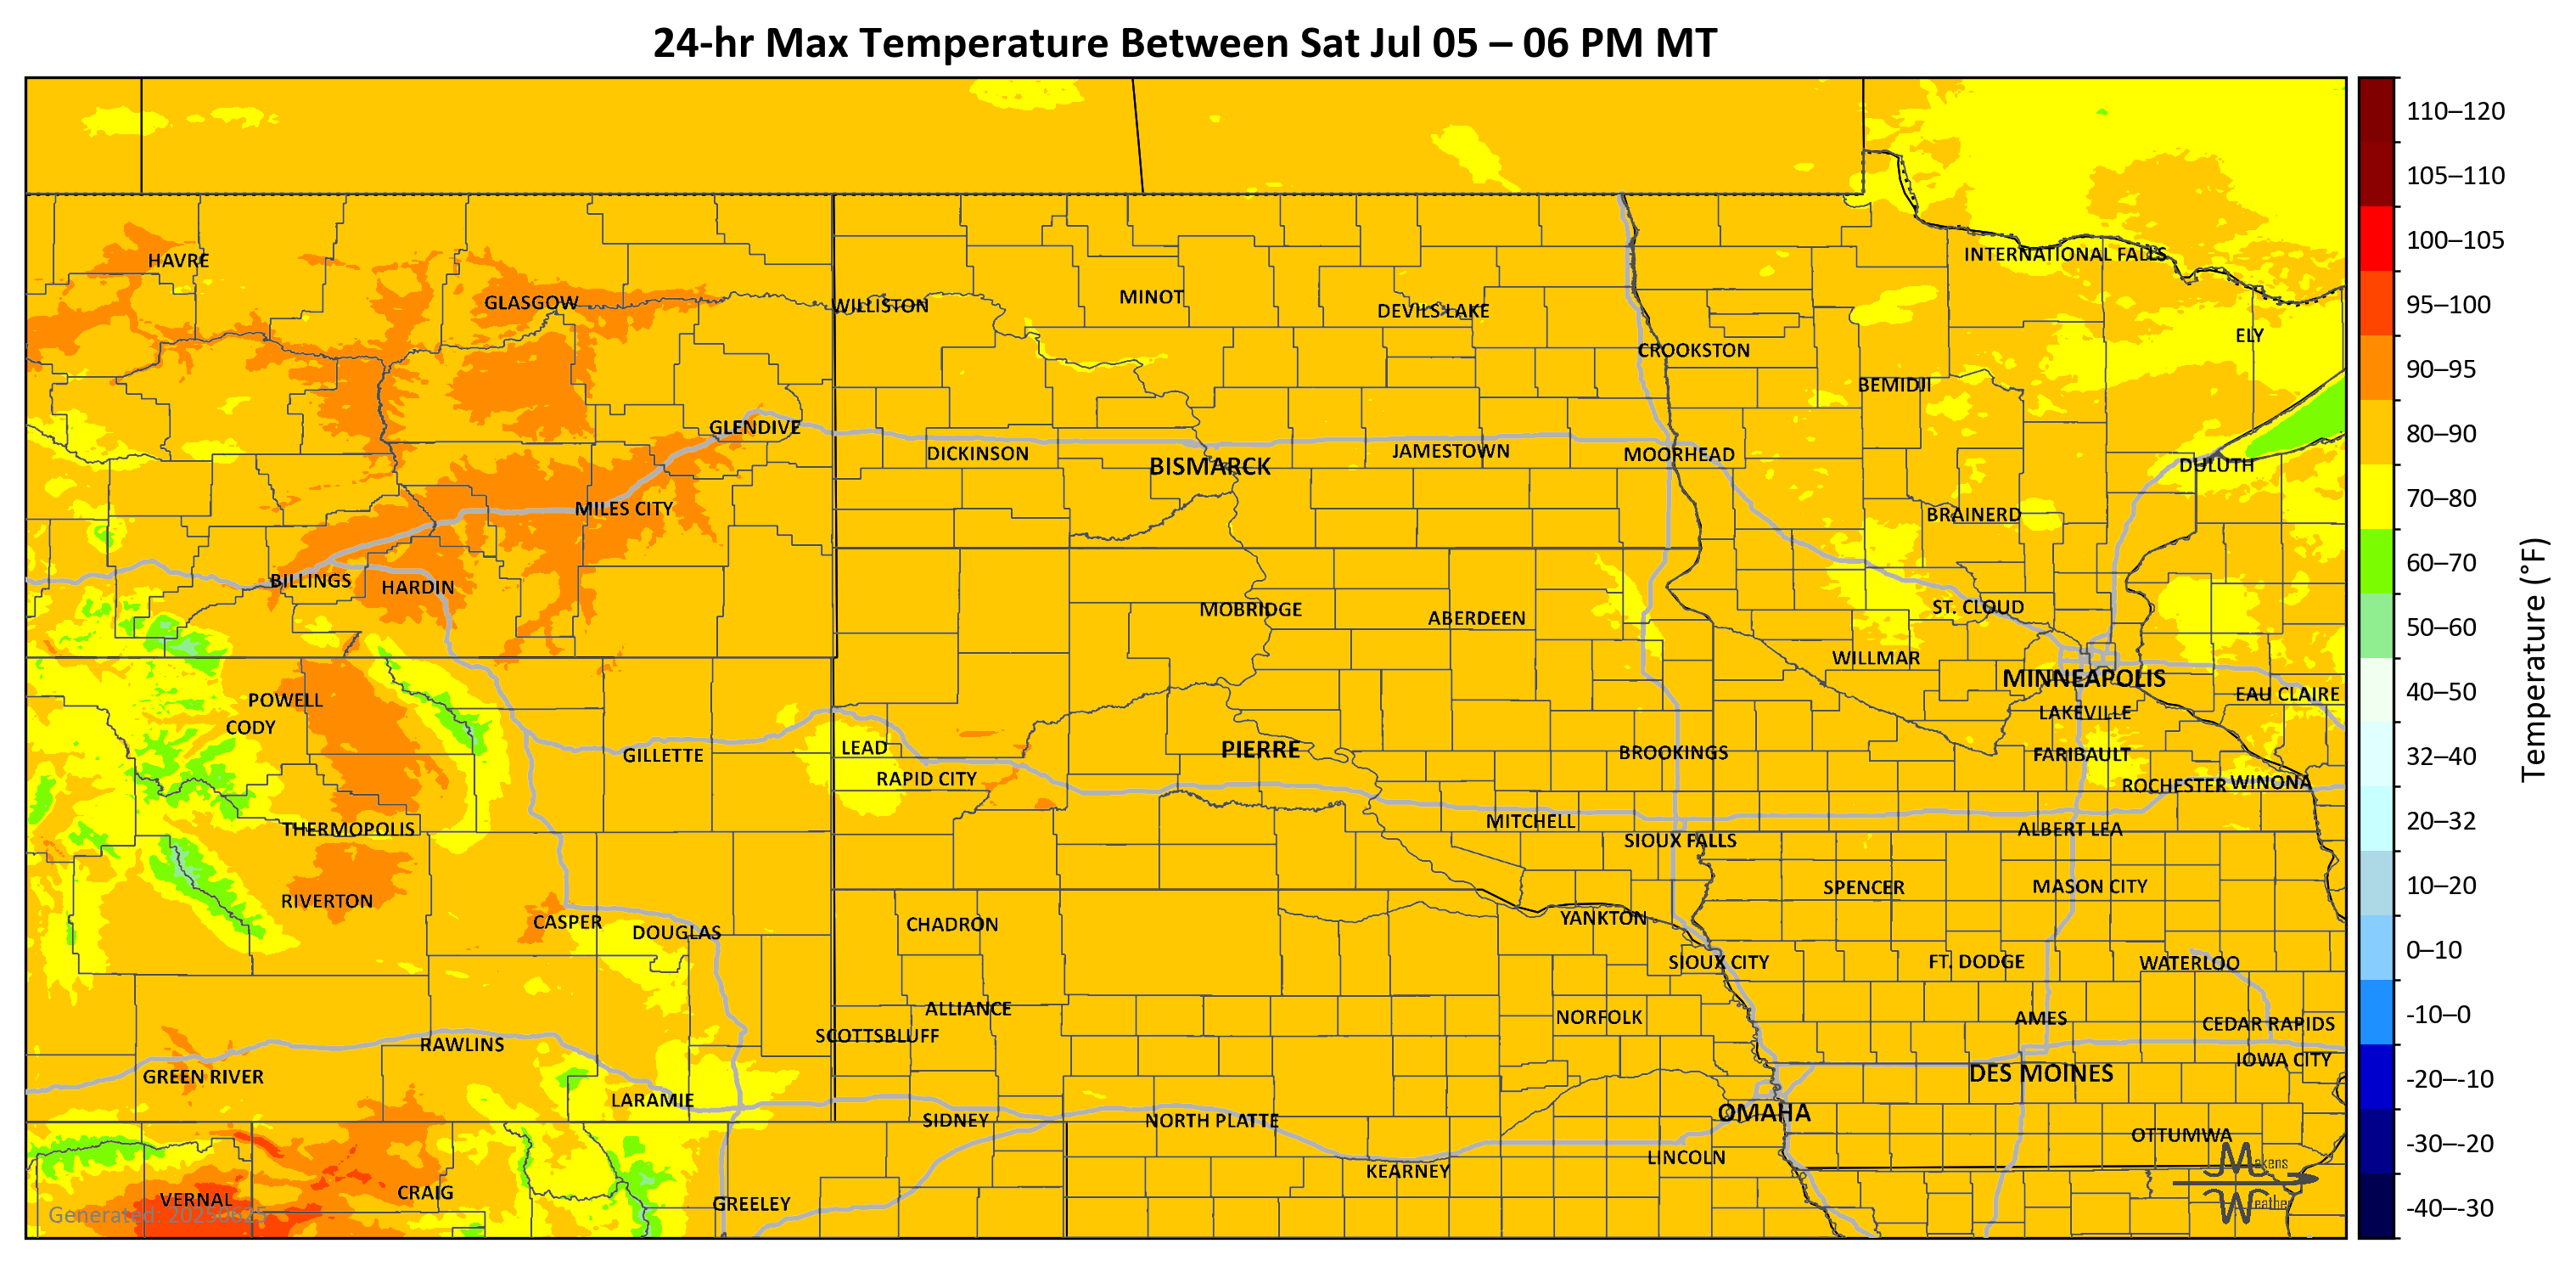 24-hr Max Temperature Between Sat Jul 05 – 06 PM MT
110–120
105–110
100–105
95–100
90–95
80–90
70–80
60–70
50–60
40–50
32–40
20–32
10–20
0–10
-10–0
-20–-10
-30–-20
-40–-30
Temperature (°F)
HAVRE
INTERNATIONAL FALLS
GLASGOW
WILLISTON
MINOT
DEVILS LAKE
ELY
CROOKSTON
BEMIDJI
GLENDIVE
DICKINSON
BISMARCK
JAMESTOWN
MOORHEAD
DULUTH
MILES CITY
BRAINERD
BILLINGS
HARDIN
MOBRIDGE
ABERDEEN
ST. CLOUD
WILLMAR
MINNEAPOLIS
EAU CLAIRE
POWELL
CODY
LAKEVILLE
GILLETTE
LEAD
PIERRE
BROOKINGS
FARIBAULT
RAPID CITY
ROCHESTER
WINONA
THERMOPOLIS
MITCHELL
SIOUX FALLS
ALBERT LEA
RIVERTON
SPENCER
MASON CITY
CASPER
DOUGLAS
CHADRON
YANKTON
SIOUX CITY
FT. DODGE
WATERLOO
ALLIANCE
NORFOLK
AMES
CEDAR RAPIDS
SCOTTSBLUFF
RAWLINS
IOWA CITY
GREEN RIVER
DES MOINES
LARAMIE
SIDNEY
NORTH PLATTE
OMAHA
OTTUMWA
LINCOLN
KEARNEY
VERNAL
CRAIG
GREELEY
Generated: 20250625
Makens
Weather